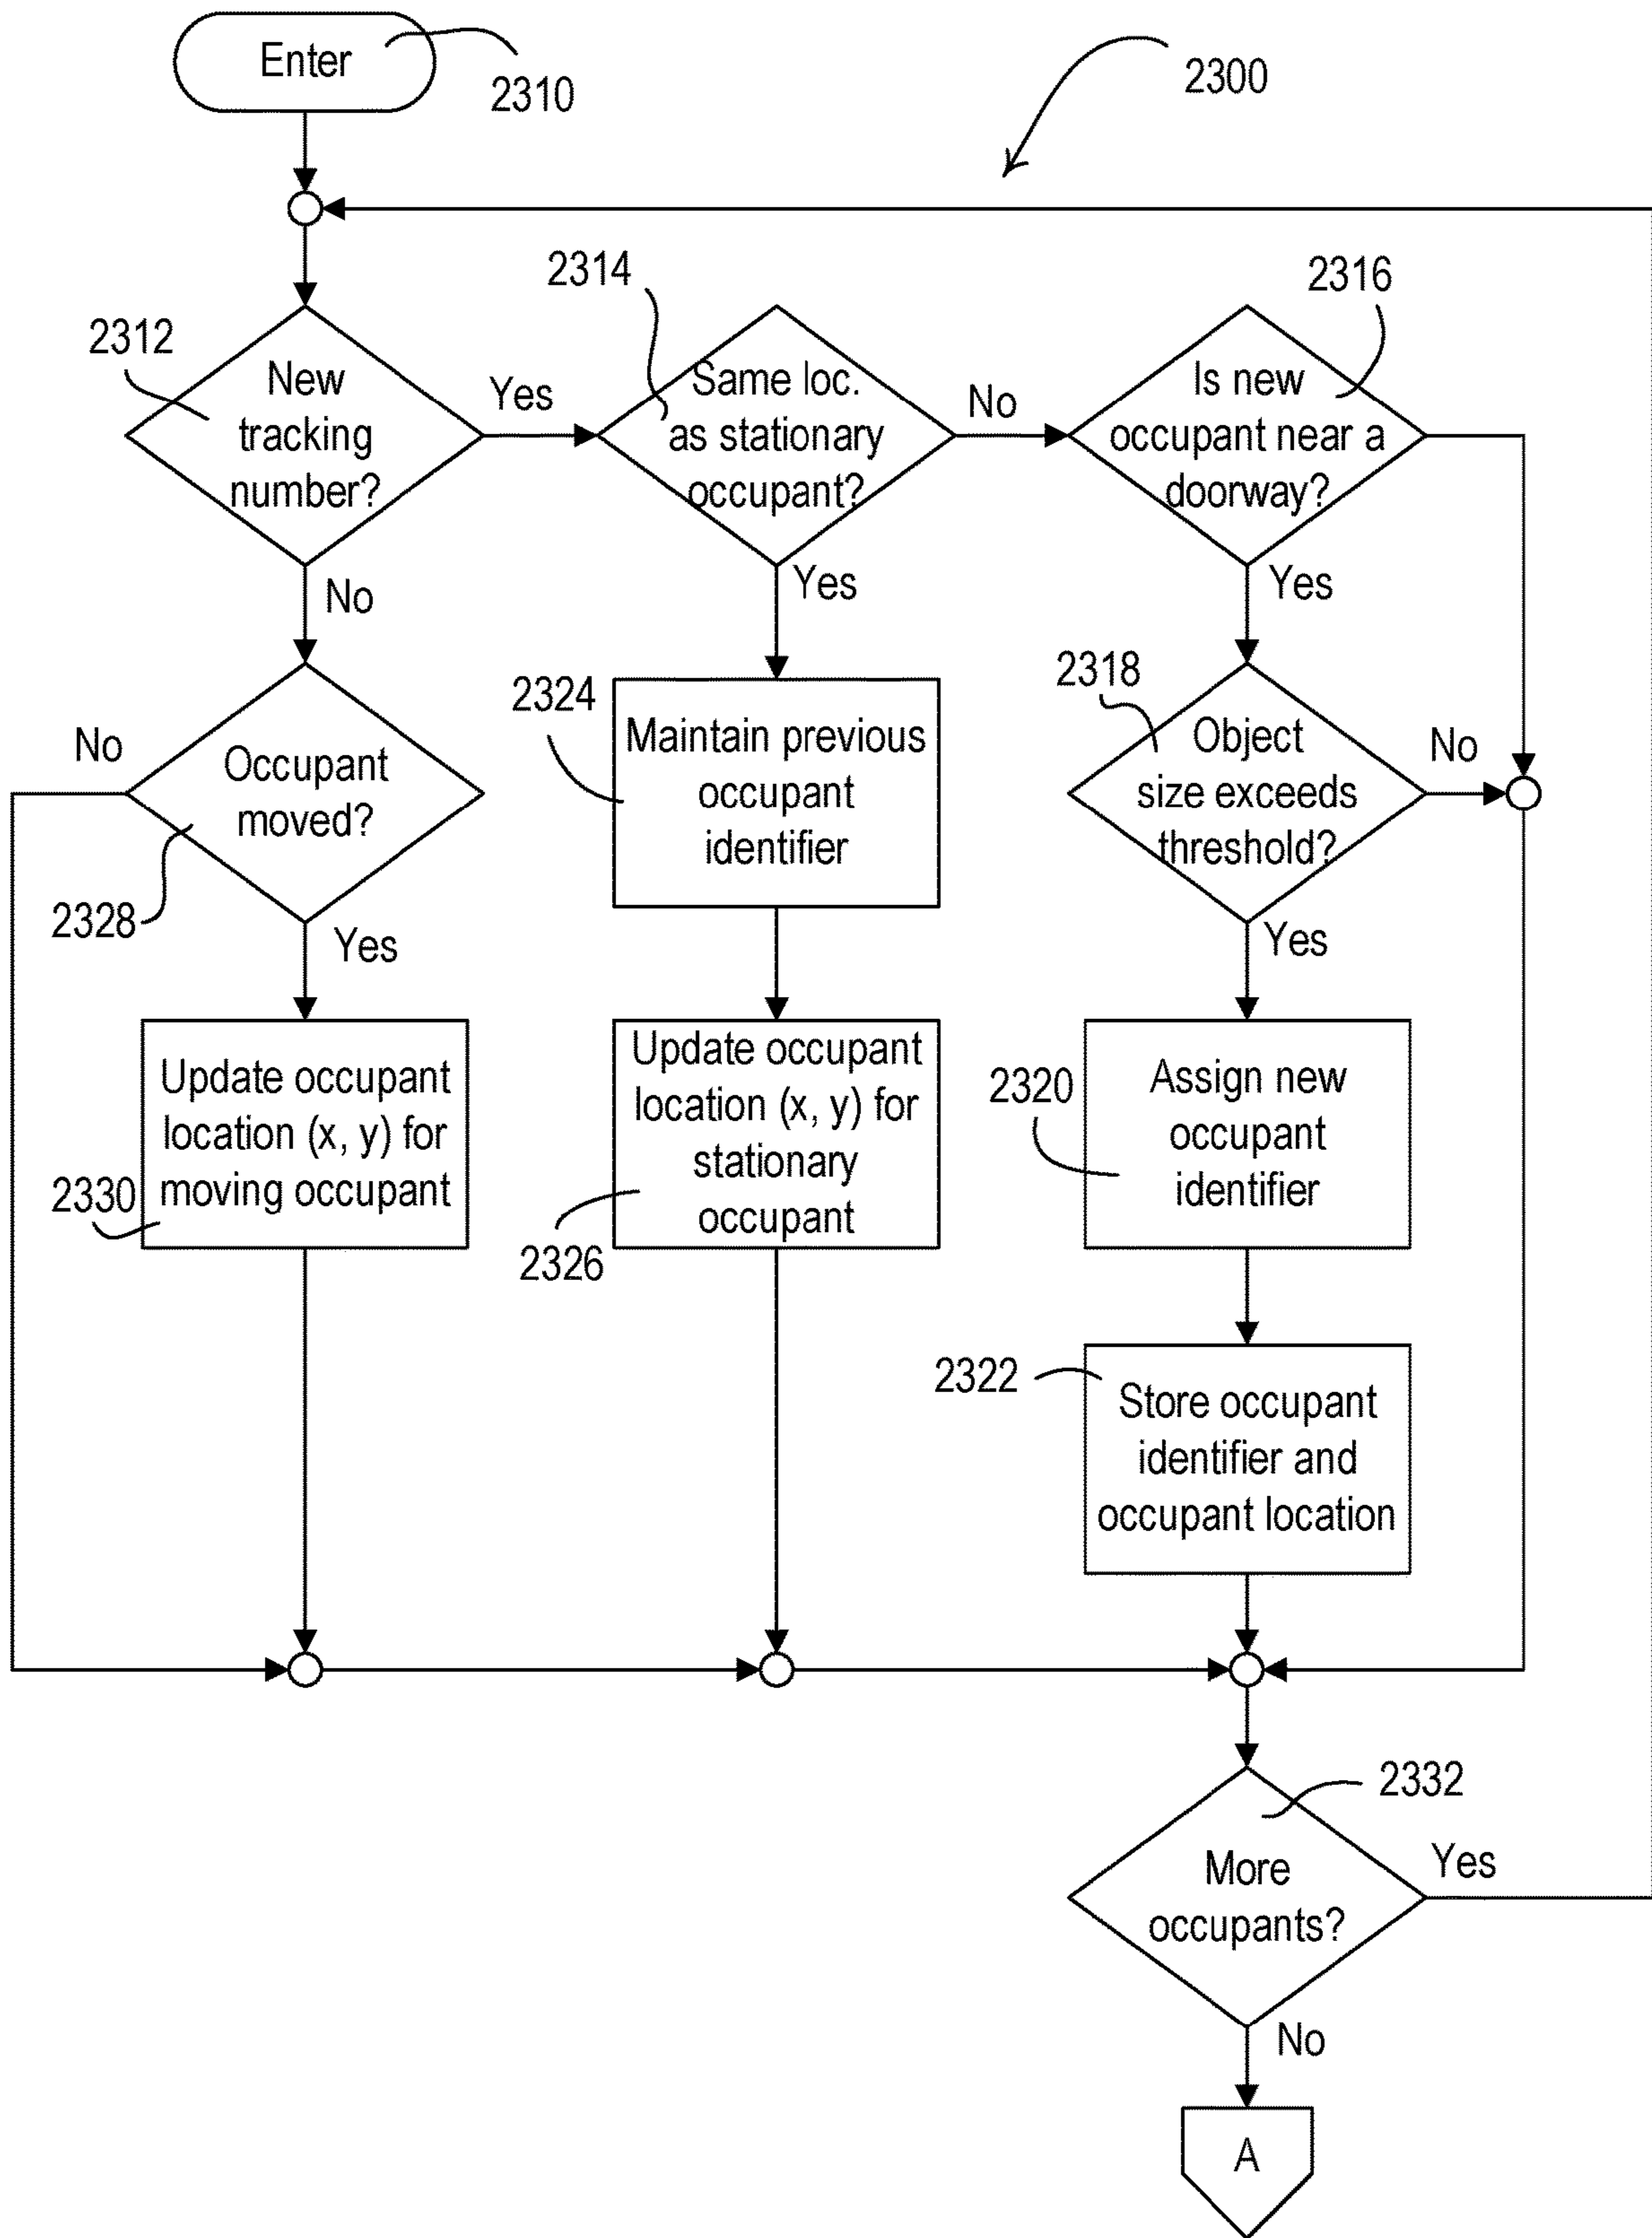 Enter
2310
2300
2312
New
tracking
number?
Yes
2314
Same loc.
as stationary
occupant?
No
2316
Is new
occupant near a
doorway?
No
Yes
Yes
2328
Occupant
moved?
No
Yes
2324
Maintain previous
occupant
identifier
2318
Object
size exceeds
threshold?
No
Yes
2330
Update occupant
location (x, y) for
moving occupant
2326
Update occupant
location (x, y) for
stationary
occupant
2320
Assign new
occupant
identifier
2322
Store occupant
identifier and
occupant location
2332
More
occupants?
Yes
No
A